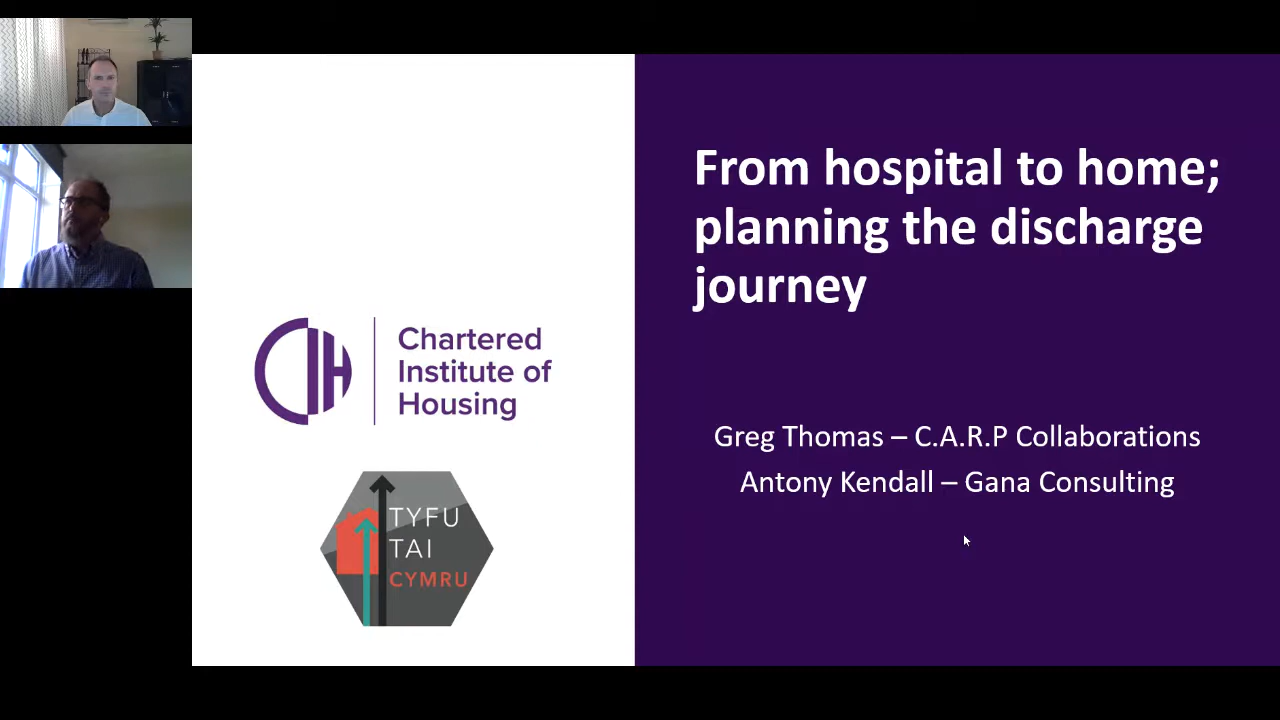 From hospital to home;
planning the discharge
journey
Chartered
Institute of
Housing
Greg Thomas – C.A.R.P Collaborations
Antony Kendall – Gana Consulting
TYFU
TAI
CYMRU